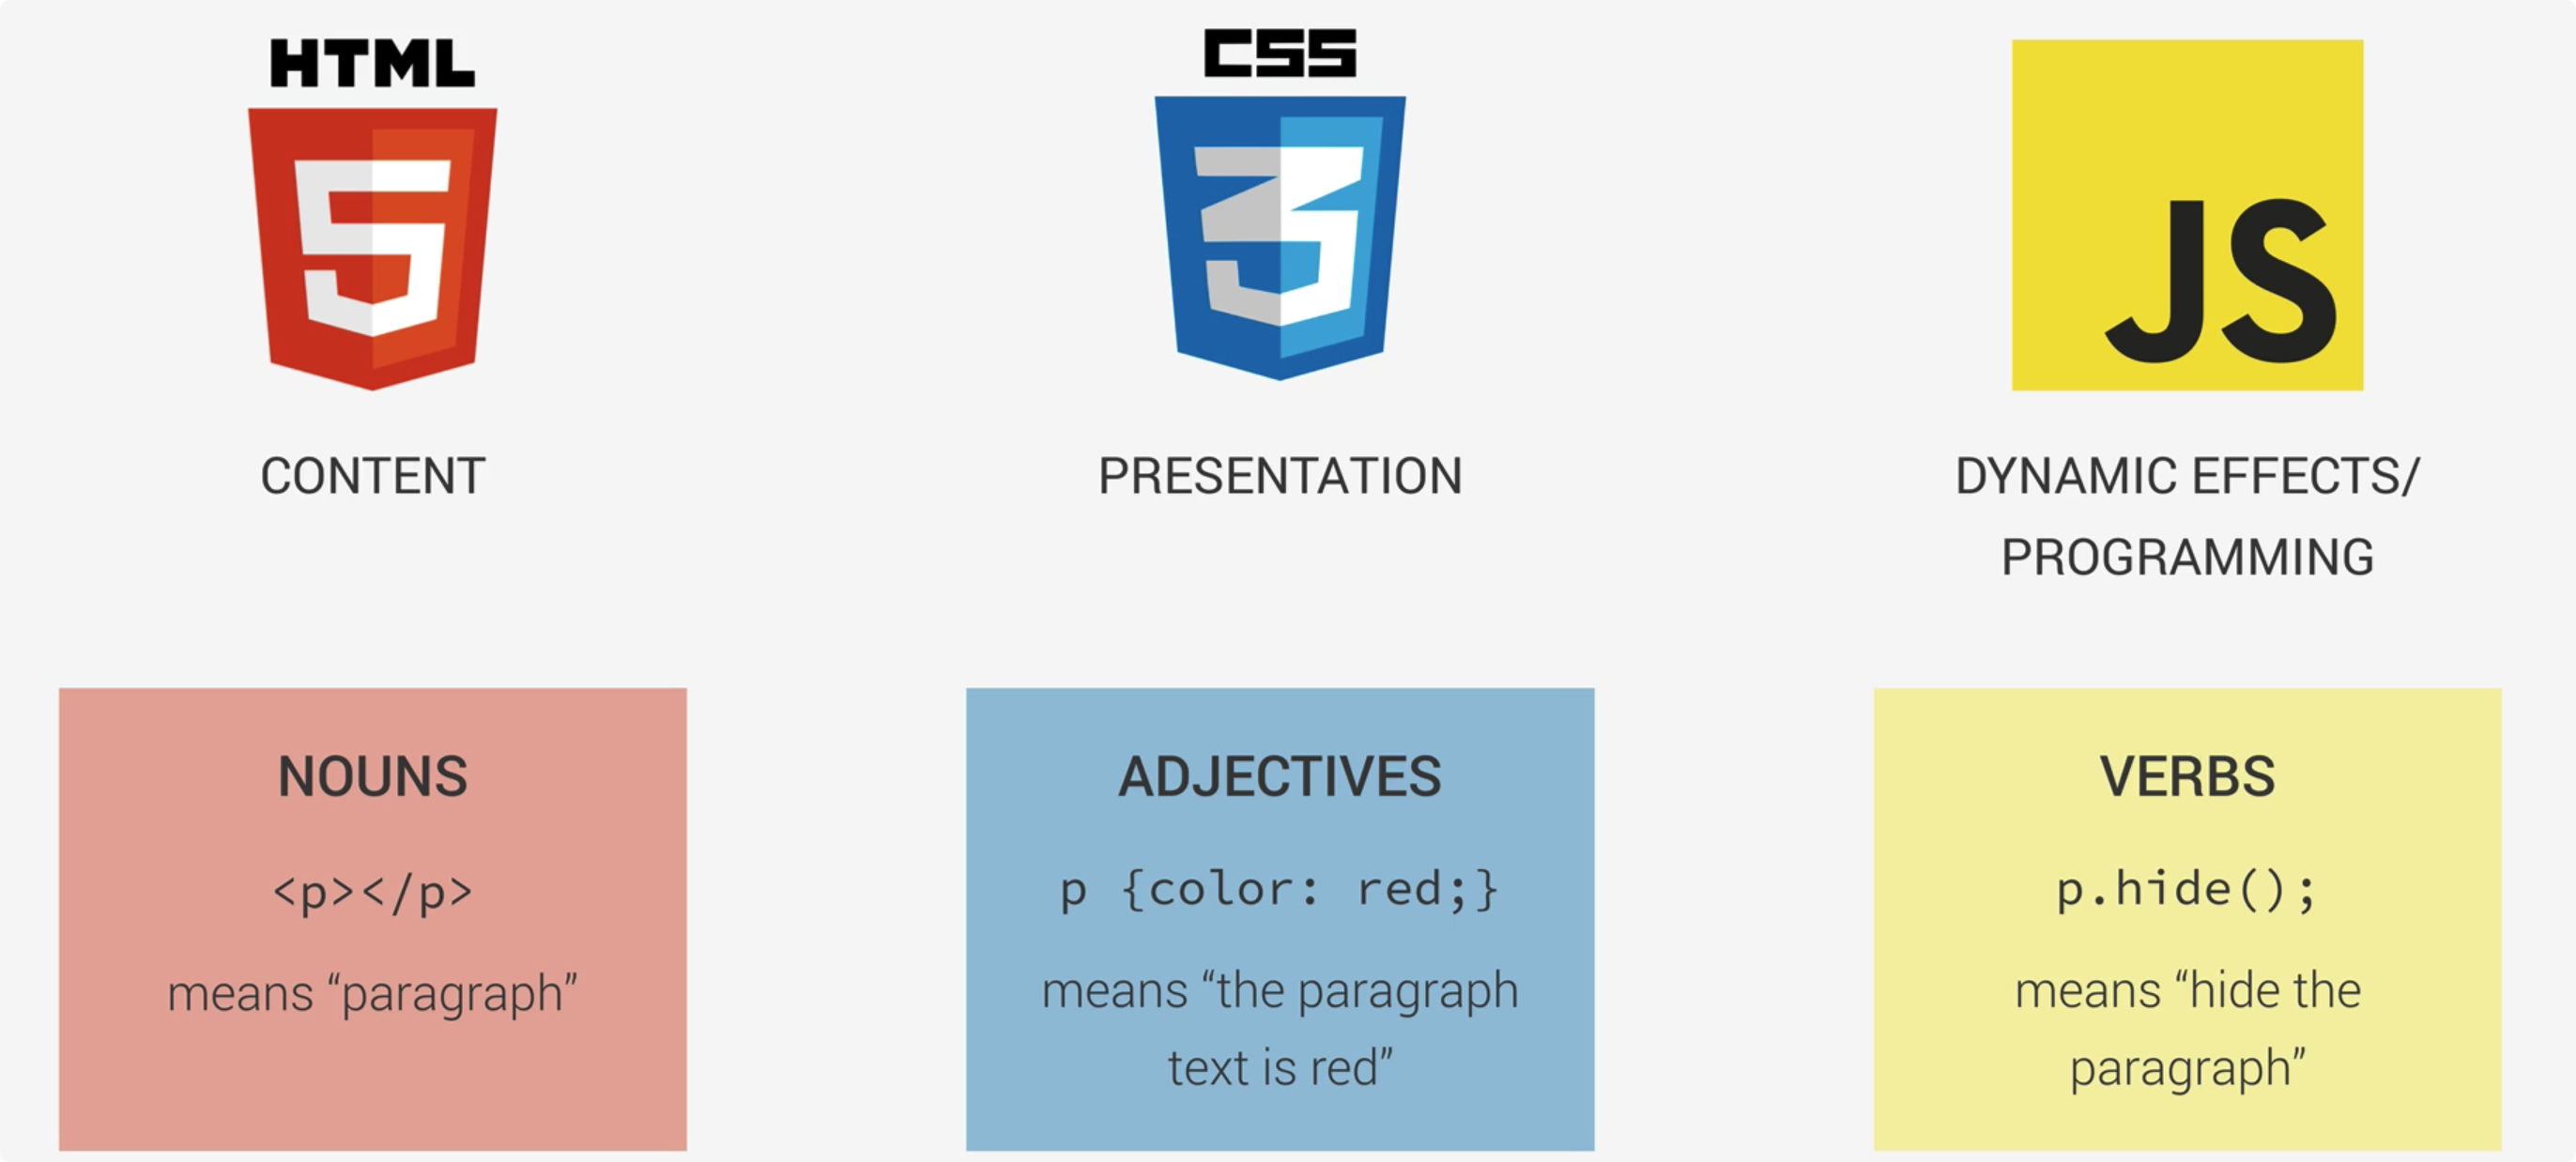 HTML
5
CONTENT
NOUNS
<p></p>
means “paragraph”
CSS
3
PRESENTATION
ADJECTIVES
p {color: red;}
means “the paragraph
text is red”
JS
DYNAMIC EFFECTS/
PROGRAMMING
VERBS
p.hide();
means “hide the
paragraph”